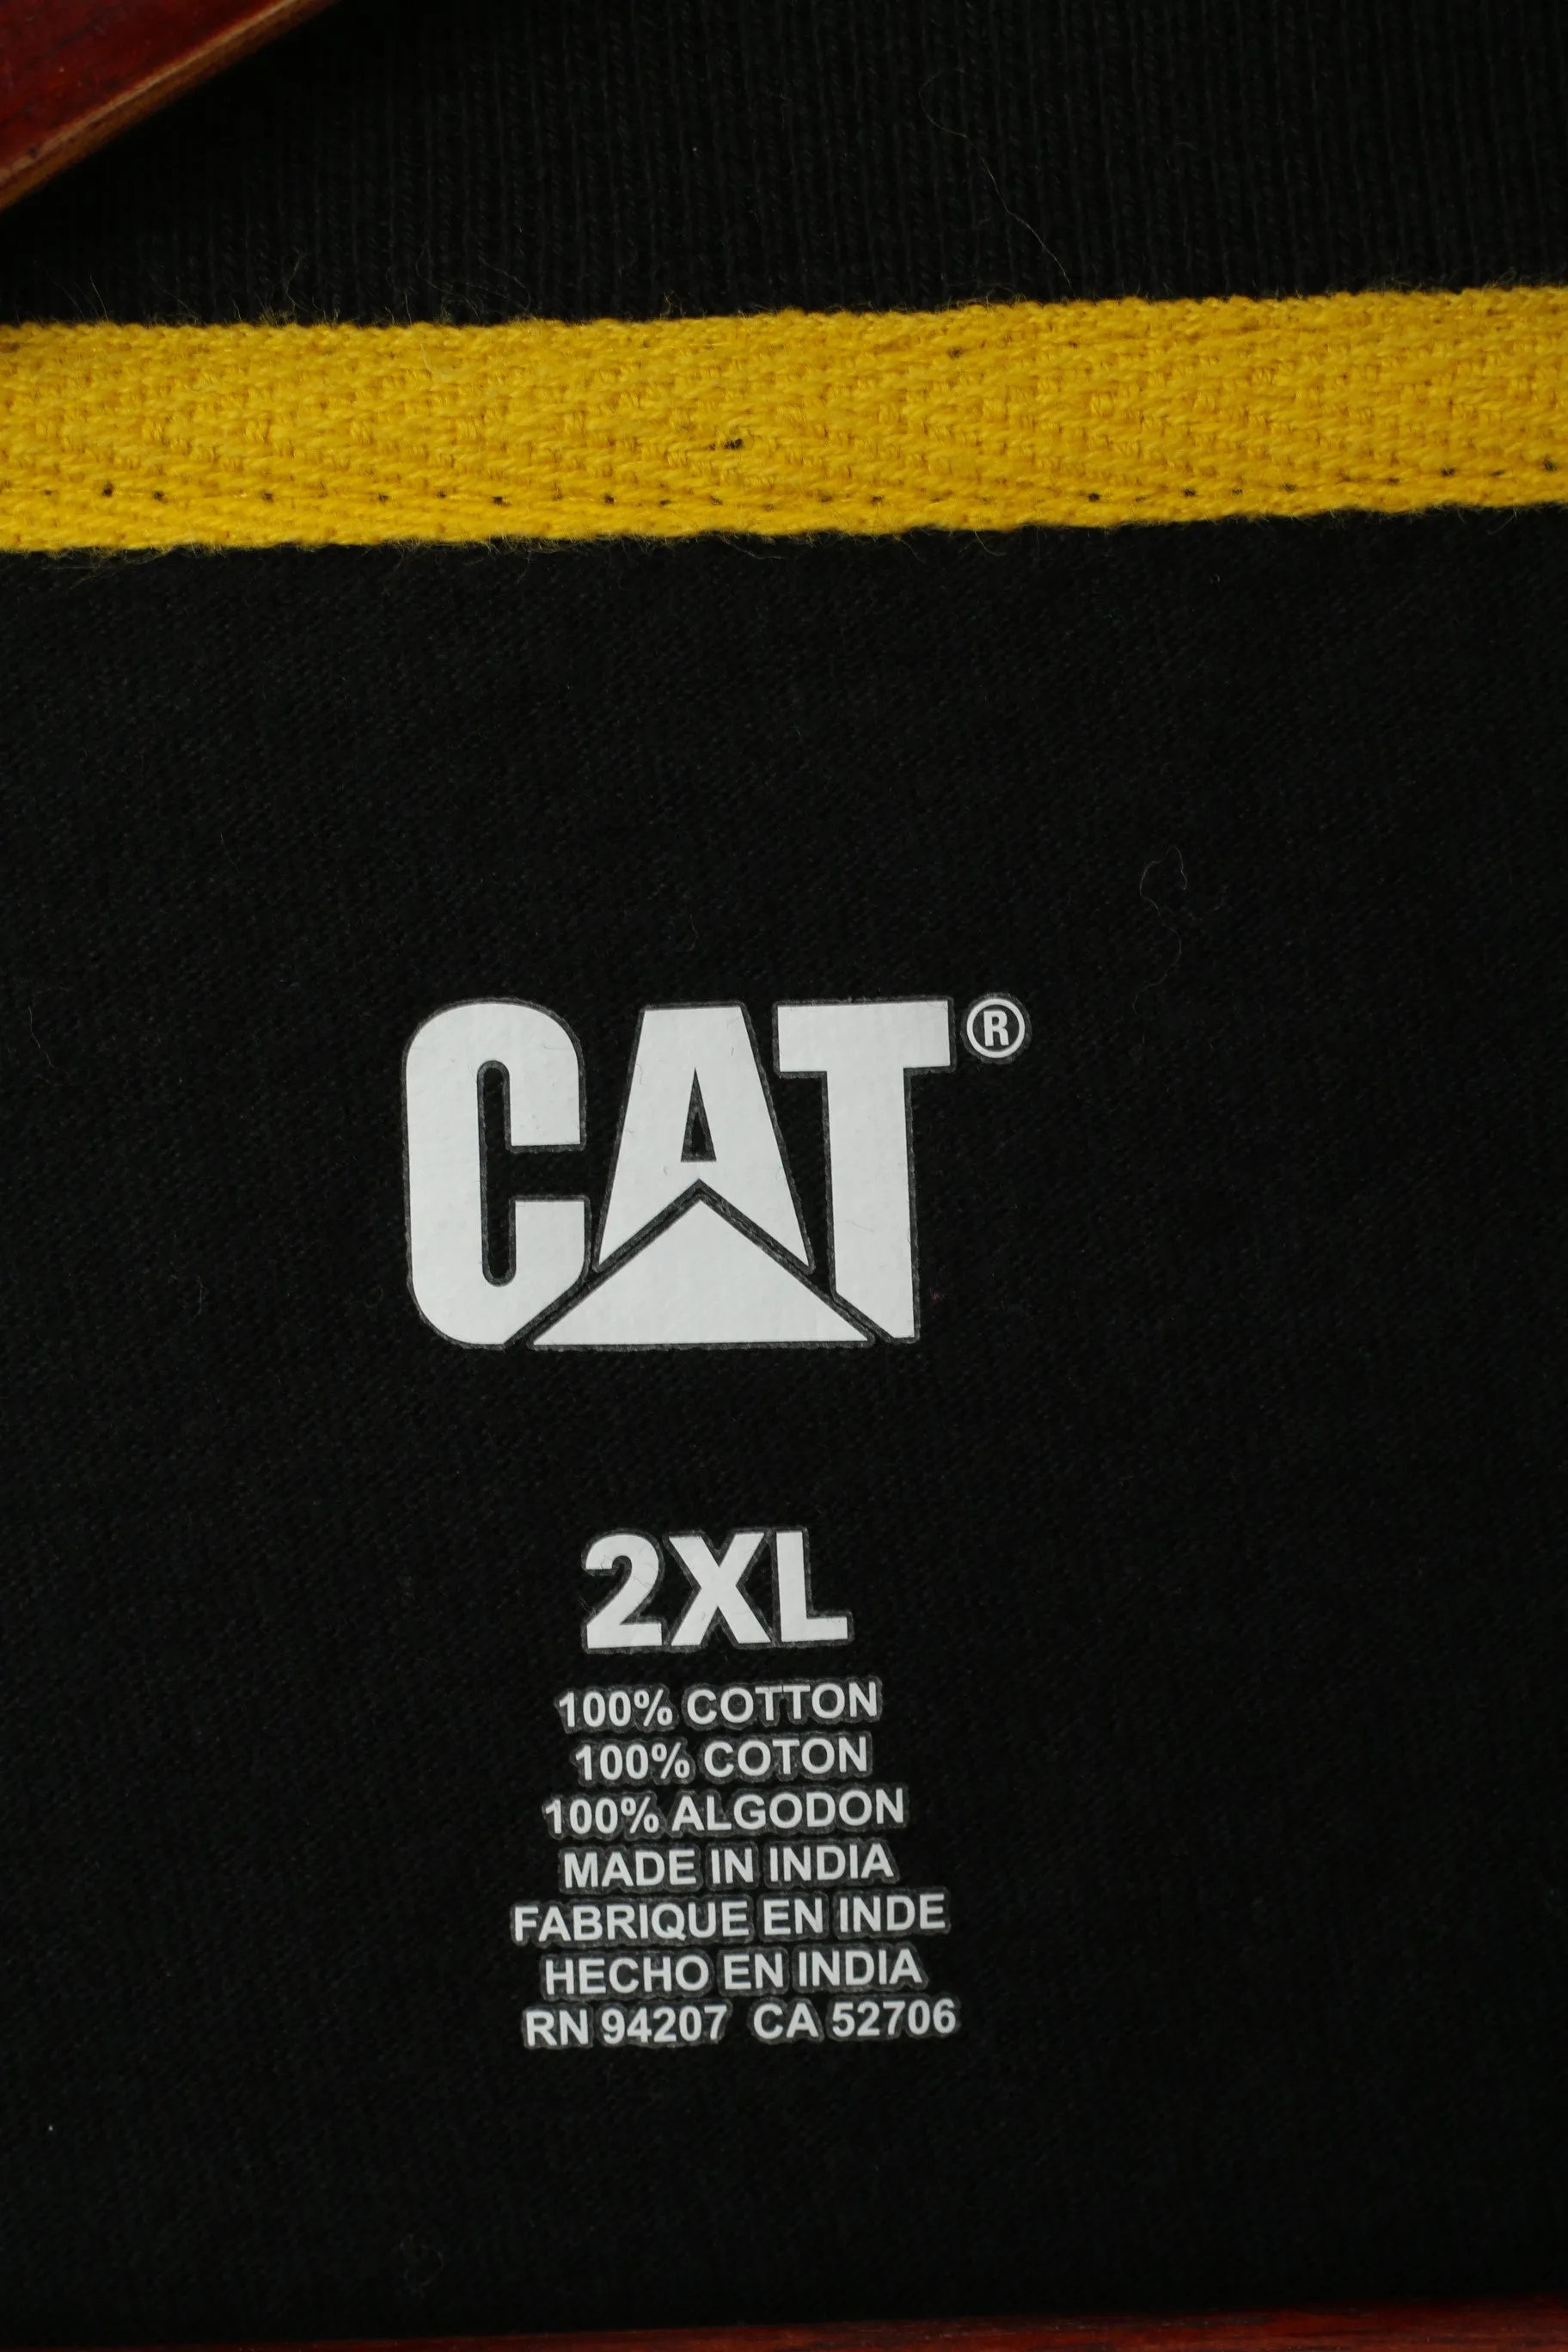 CAT®
2XL
100% COTTON
100% COTON
100% ALGODON
MADE IN INDIA
FABRIQUE EN INDE
HECHO EN INDIA
RN 94207 CA 52706